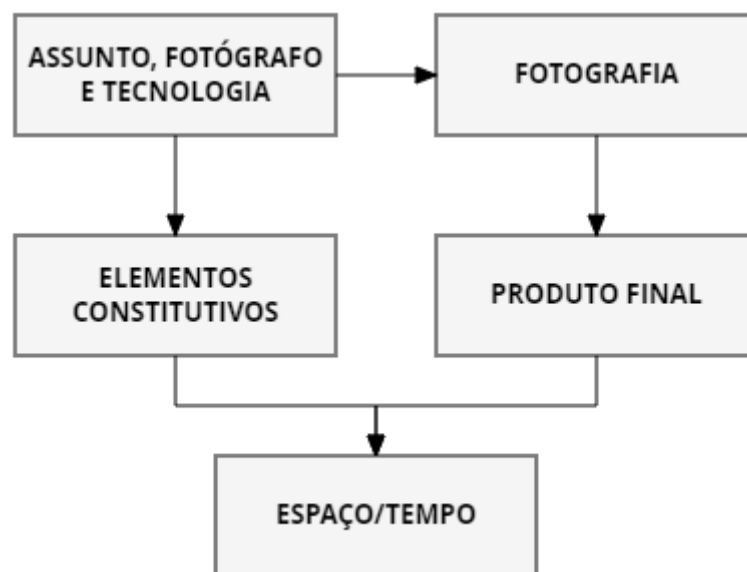 ASSUNTO, FOTÓGRAFO
E TECNOLOGIA
FOTOGRAFIA
ELEMENTOS
CONSTITUTIVOS
PRODUTO FINAL
ESPAÇO/TEMPO